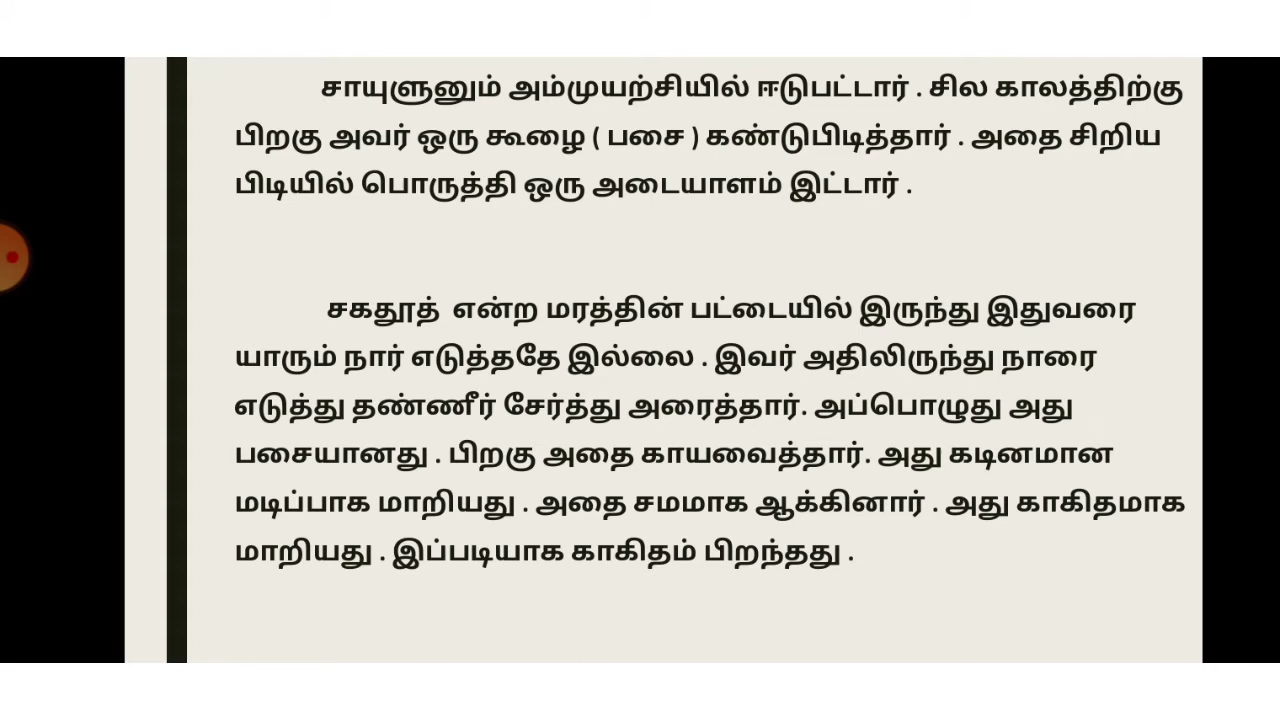 சாயுளுனும் அம்முயற்சியில் ஈடுபட்டார் . சில காலத்திற்கு
பிறகு அவர் ஒரு கூழை ( பசை ) கண்டுபிடித்தார் . அதை சிறிய
பிடியில் பொருத்தி ஒரு அடையாளம் இட்டார் .
சகதூத் என்ற மரத்தின் பட்டையில் இருந்து இதுவரை
யாரும் நார் எடுத்ததே இல்லை . இவர் அதிலிருந்து நாரை
எடுத்து தண்ணீர் சேர்த்து அரைத்தார். அப்பொழுது அது
பசையானது . பிறகு அதை காயவைத்தார். அது கடினமான
மடிப்பாக மாறியது . அதை சமமாக ஆக்கினார் . அது காகிதமாக
மாறியது . இப்படியாக காகிதம் பிறந்தது .